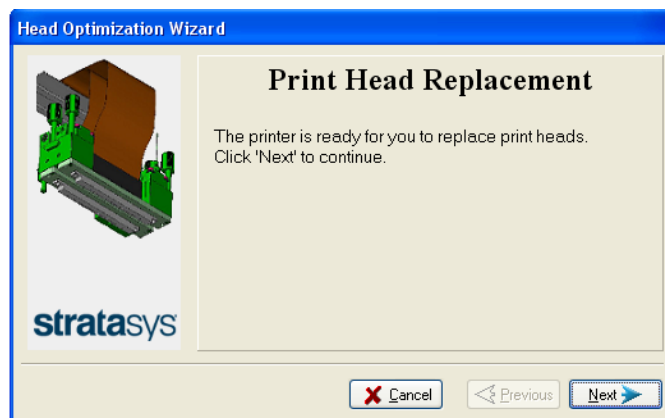 Head Optimization Wizard
Print Head Replacement
The printer is ready for you to replace print heads.
Click 'Next' to continue.
stratasys
Cancel
Previous
Next